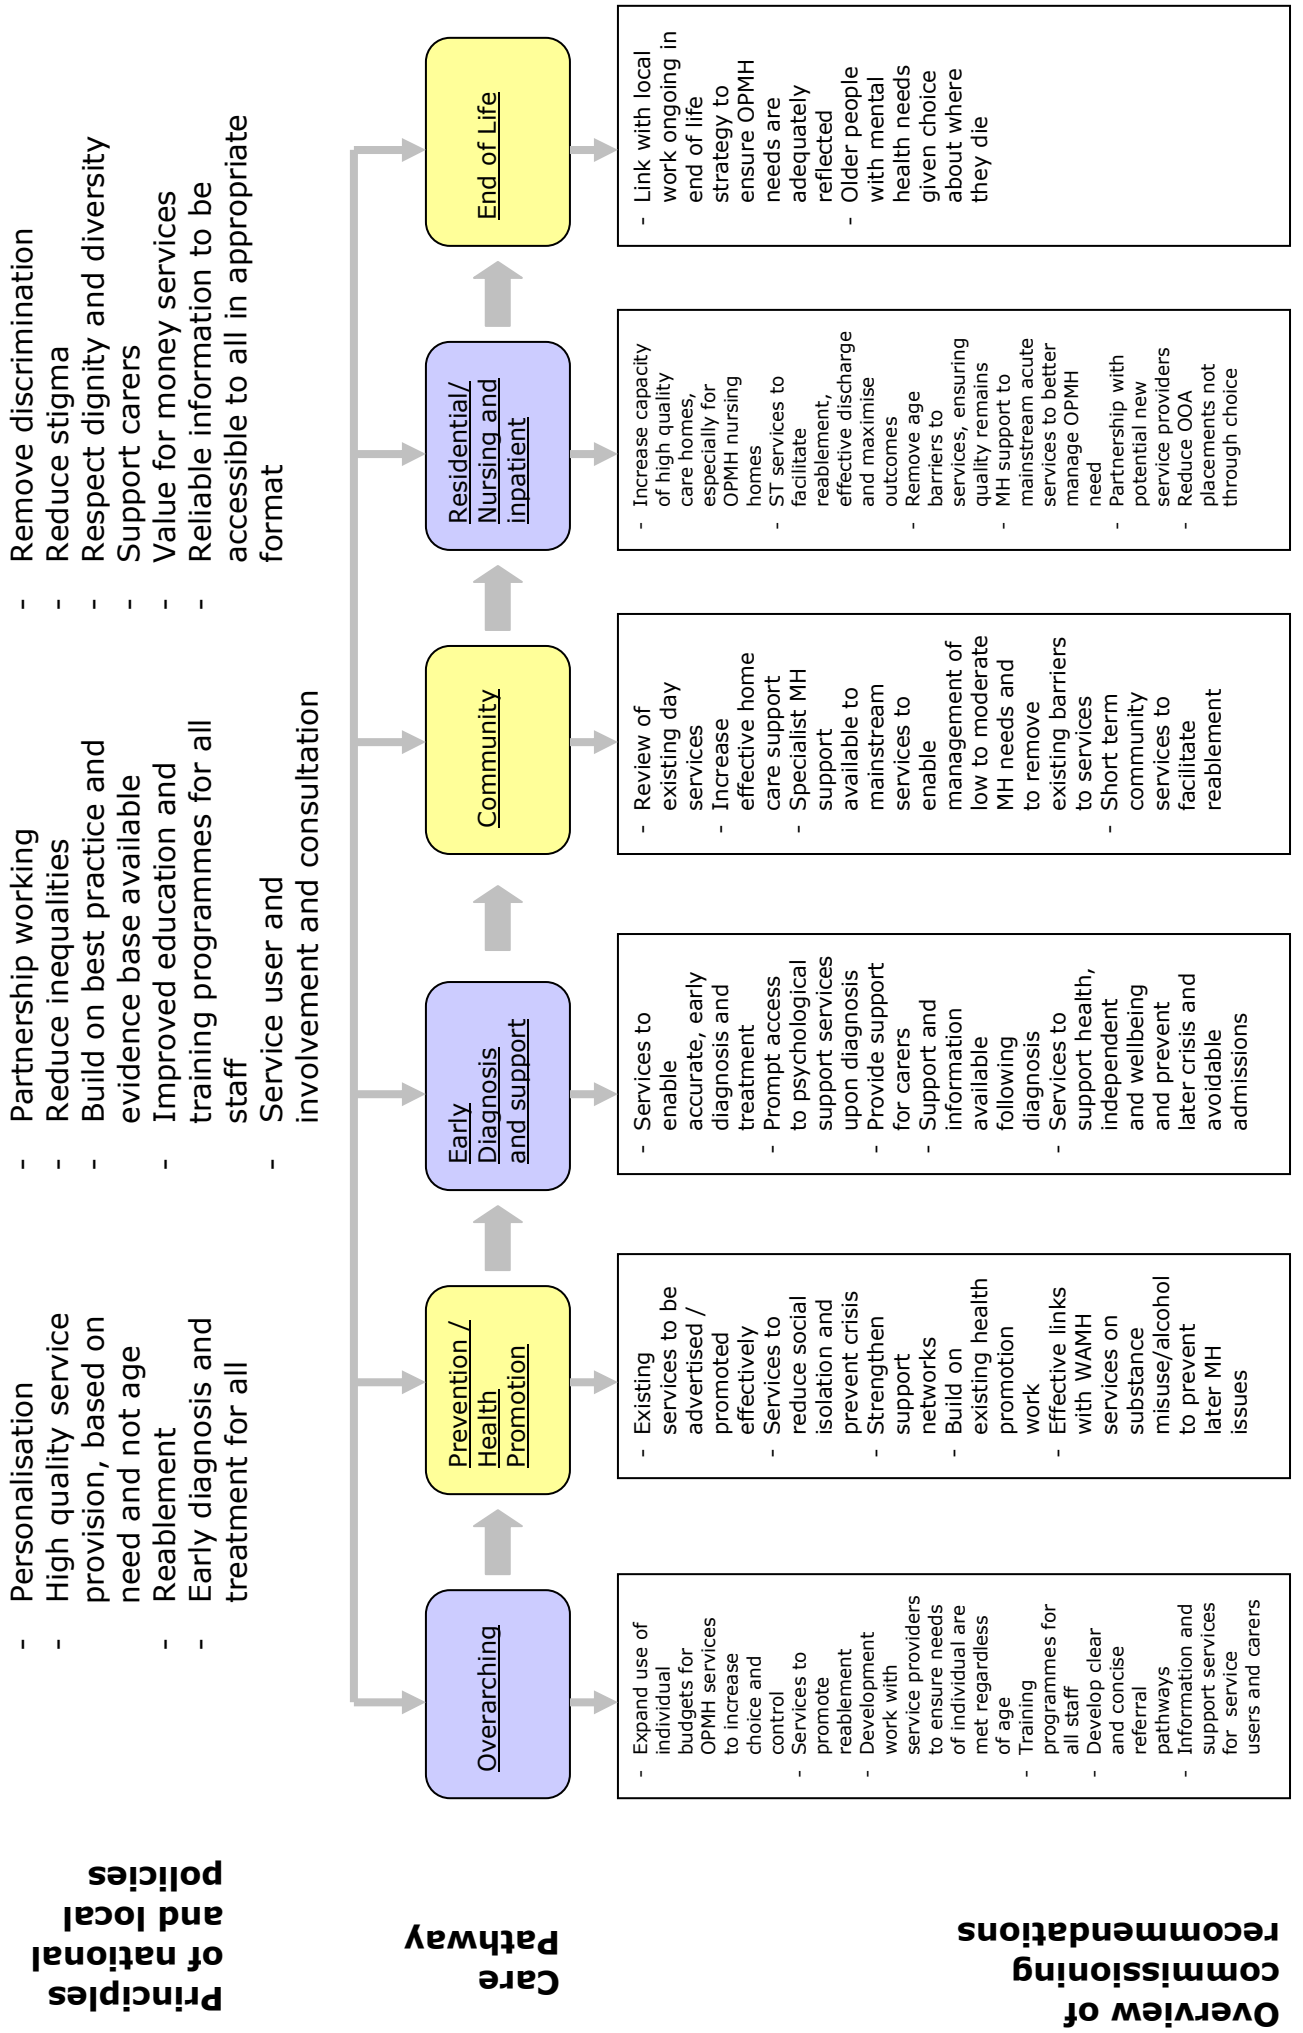 Principles
of national
and local
policies
- Personalisation
- High quality service
provision, based on
need and not age
- Reablement
- Early diagnosis and
treatment for all
- Partnership working
- Reduce inequalities
- Build on best practice and
evidence base available
- Improved education and
training programmes for all
staff
- Service user and
involvement and consultation
- Remove discrimination
- Reduce stigma
- Respect dignity and diversity
- Support carers
- Value for money services
- Reliable information to be
accessible to all in appropriate
format
Care
Pathway
Overarching
Prevention /
Health
Promotion
Early
Diagnosis
and support
Community
Residential/
Nursing and
inpatient
End of Life
Overview of
commissioning
recommendations
- Expand use of
individual
budgets for
OPMH services
to increase
choice and
control
- Services to
promote
reablement
- Development
work with
service providers
to ensure needs
of individual are
met regardless
of age
- Training
programmes for
all staff
- Develop clear
and concise
referral
pathways
- Information and
support services
for service
users and carers
- Existing
services to be
advertised /
promoted
effectively
- Services to
reduce social
isolation and
prevent crisis
- Strengthen
support
networks
- Build on
existing health
promotion
work
- Effective links
with WAMH
services on
substance
misuse/alcohol
to prevent
later MH
issues
- Services to
enable
accurate, early
diagnosis and
treatment
- Prompt access
to psychological
support services
upon diagnosis
- Provide support
for carers
- Support and
information
available
following
diagnosis
- Services to
support health,
independent
and wellbeing
and prevent
later crisis and
avoidable
admissions
- Review of
existing day
services
- Increase
effective home
care support
- Specialist MH
support
available to
mainstream
services to
enable
management of
low to moderate
MH needs and
to remove
existing barriers
to services
- Short term
community
services to
facilitate
reablement
- Increase capacity
of high quality
care homes,
especially for
OPMH nursing
homes
- ST services to
facilitate
reablement,
effective discharge
and maximise
outcomes
- Remove age
barriers to
services, ensuring
quality remains
- MH support to
mainstream acute
services to better
manage OPMH
need
- Partnership with
potential new
service providers
- Reduce OOA
placements not
through choice
- Link with local
work ongoing in
end of life
strategy to
ensure OPMH
needs are
adequately
reflected
- Older people
with mental
health needs
given choice
about where
they die